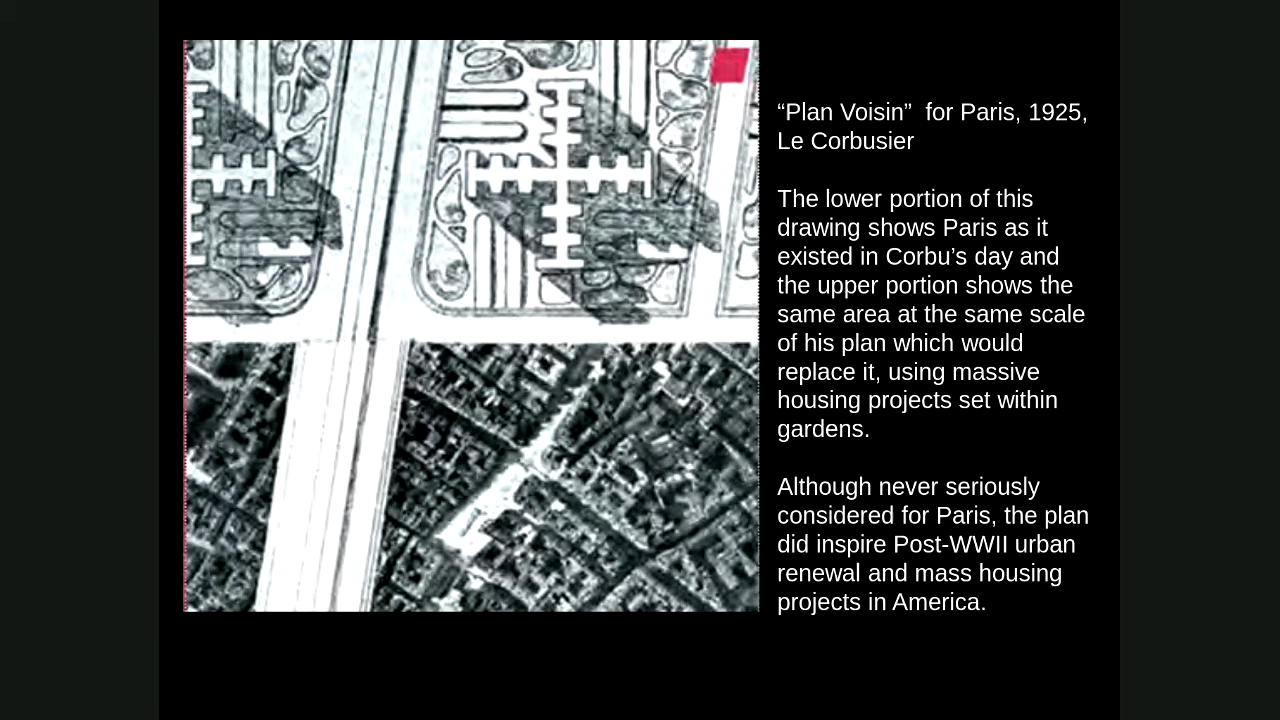 “Plan Voisin”  for Paris, 1925,
Le Corbusier
The lower portion of this
drawing shows Paris as it
existed in Corbu’s day and
the upper portion shows the
same area at the same scale
of his plan which would
replace it, using massive
housing projects set within
gardens.
Although never seriously
considered for Paris, the plan
did inspire Post-WWII urban
renewal and mass housing
projects in America.